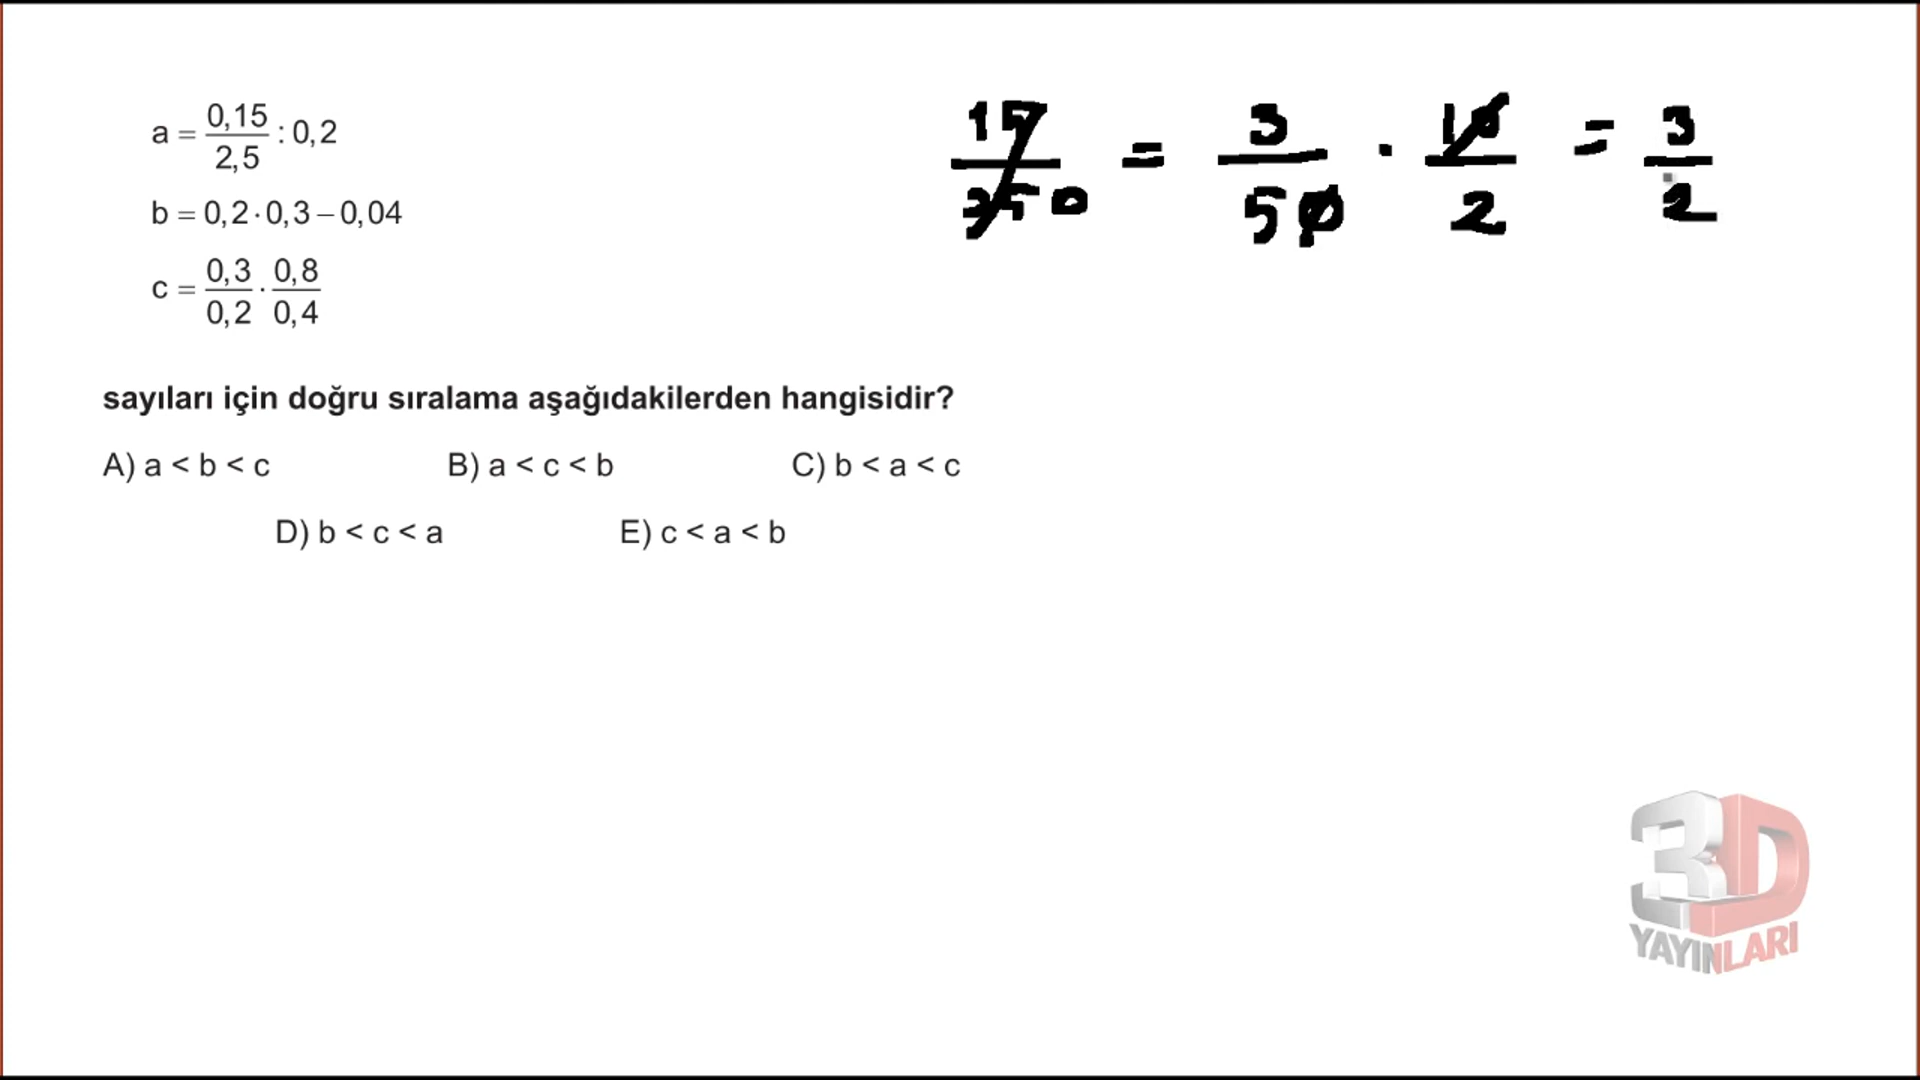 a = 0,15/2,5 : 0,2
b = 0,2 · 0,3 – 0,04
c = 0,3/0,2 · 0,8/0,4
15/250 = 3/50 · 10/2 = 3/2
sayıları için doğru sıralama aşağıdakilerden hangisidir?
A) a < b < c B) a < c < b C) b < a < c
D) b < c < a E) c < a < b
3D
YAYINLARI